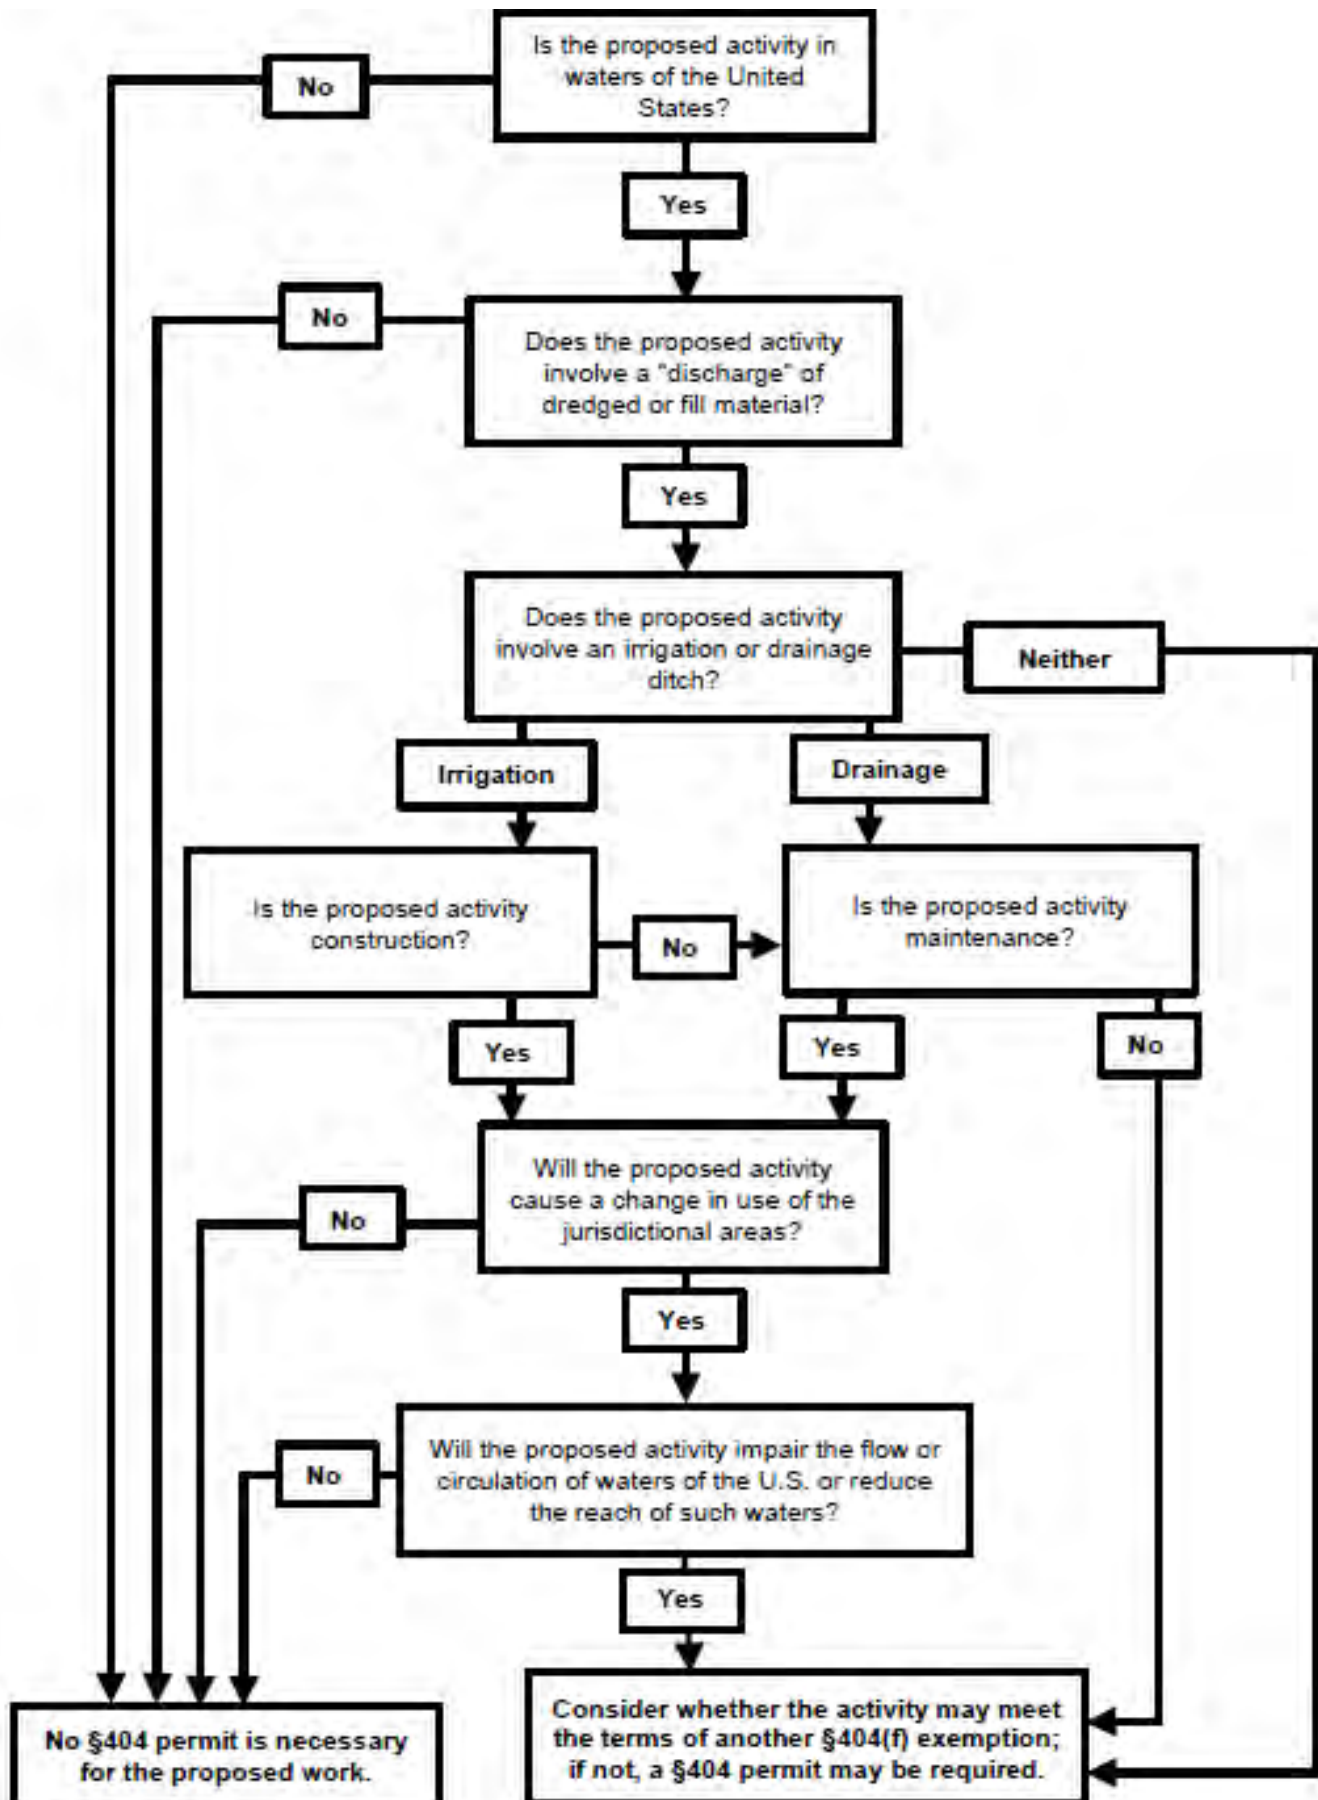 Is the proposed activity in
waters of the United
States?
No
Yes
No
Does the proposed activity
involve a "discharge" of
dredged or fill material?
Yes
Does the proposed activity
involve an irrigation or drainage
ditch?
Neither
Irrigation
Drainage
Is the proposed activity
construction?
No
Is the proposed activity
maintenance?
Yes
Yes
No
Will the proposed activity
cause a change in use of the
jurisdictional areas?
No
Yes
Will the proposed activity impair the flow or
circulation of waters of the U.S. or reduce
the reach of such waters?
No
Yes
No §404 permit is necessary
for the proposed work.
Consider whether the activity may meet
the terms of another §404(f) exemption;
if not, a §404 permit may be required.